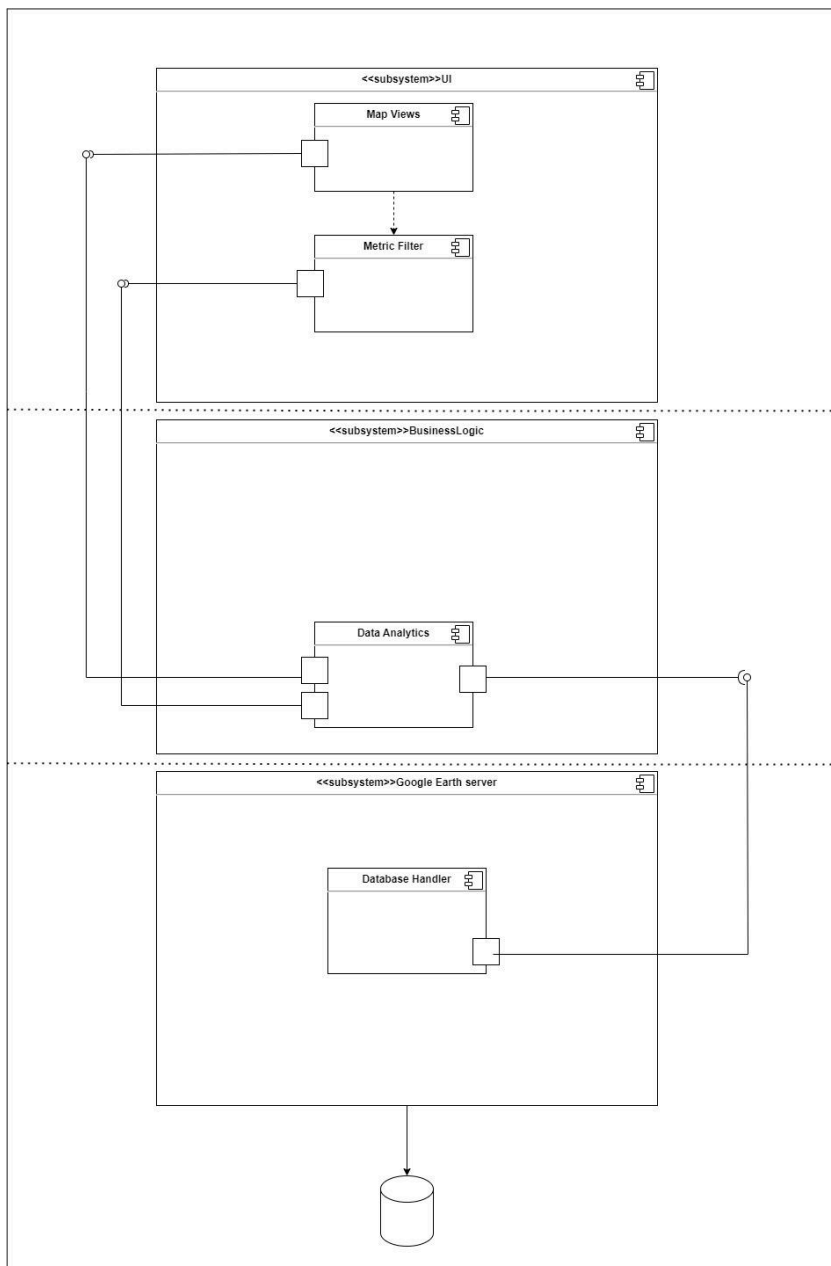 <<subsystem>>UI
Map Views
Metric Filter
<<subsystem>>BusinessLogic
Data Analytics
<<subsystem>>Google Earth server
Database Handler